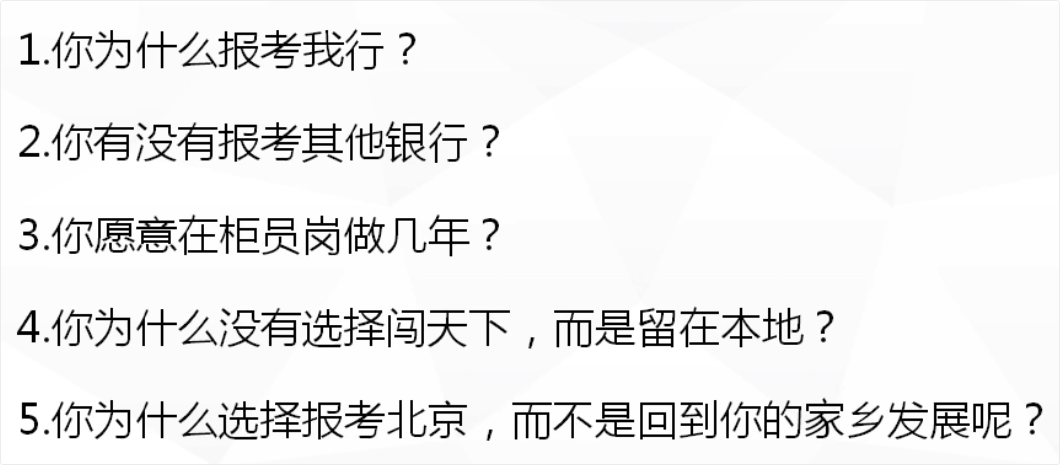 1.你为什么报考我行？
2.你有没有报考其他银行？
3.你愿意在柜员岗做几年？
4.你为什么没有选择闯天下，而是留在本地？
5.你为什么选择报考北京，而不是回到你的家乡发展呢？